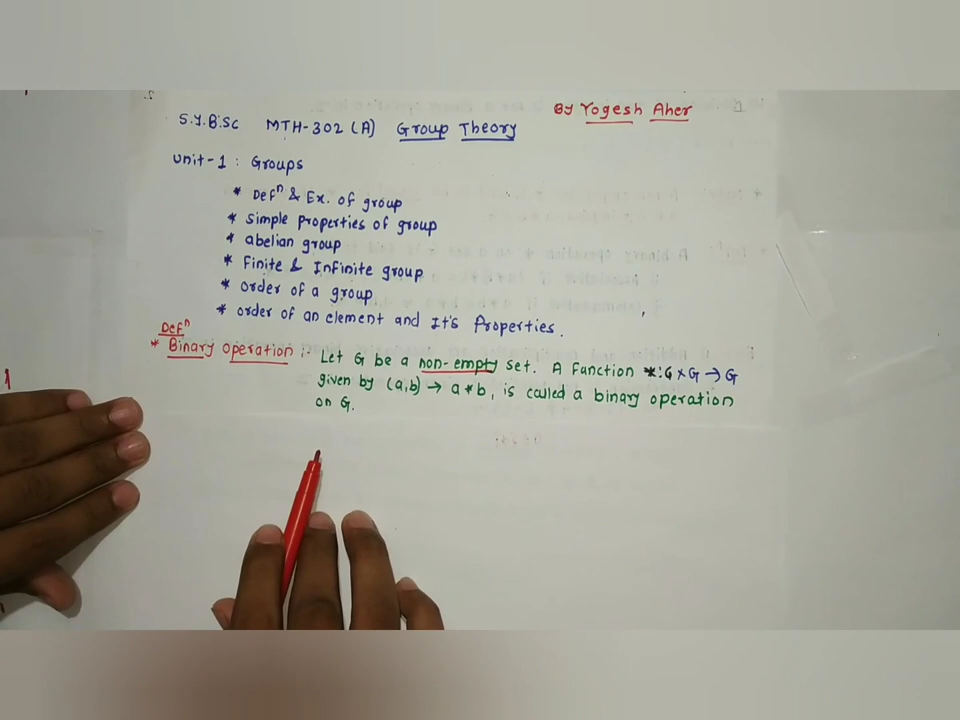 By Yogesh Aher
S.Y.B.Sc MTH-302 (A) Group Theory
Unit-1 : Groups
* Defⁿ & Ex. of group
* Simple properties of group
* abelian group
* Finite & Infinite group
* order of a group
* order of an element and It's Properties.
Defⁿ
* Binary operation :- Let G be a non-empty set. A function *: G × G → G
given by (a,b) → a * b, is called a binary operation
on G.